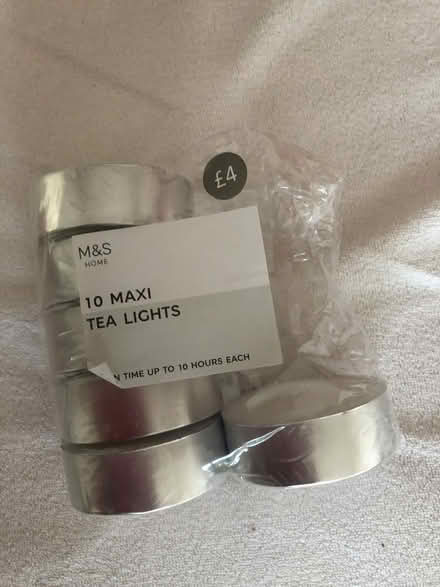 £4
M&S
HOME
10 MAXI
TEA LIGHTS
TIME UP TO 10 HOURS EACH